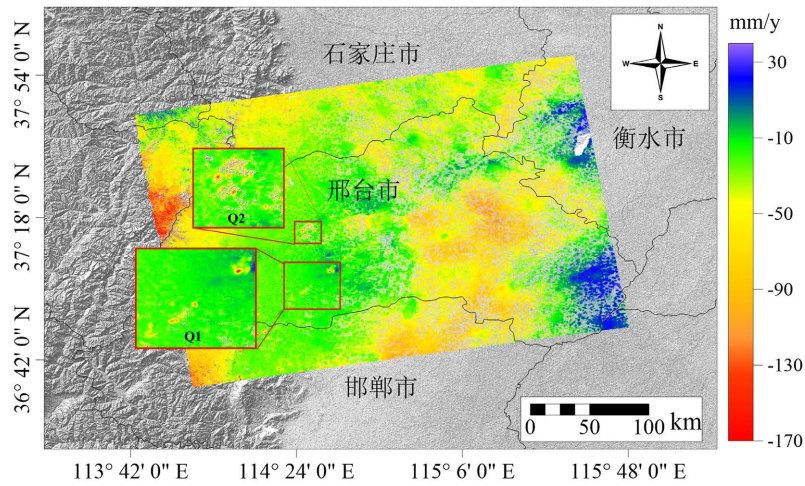 mm/y
石家庄市
N
W
E
S
30
衡水市
-10
37° 54' 0" N
邢台市
Q2
37° 18' 0" N
-50
-90
Q1
-130
36° 42' 0" N
邯郸市
0
50
100
km
-170
113° 42' 0" E
114° 24' 0" E
115° 6' 0" E
115° 48' 0" E